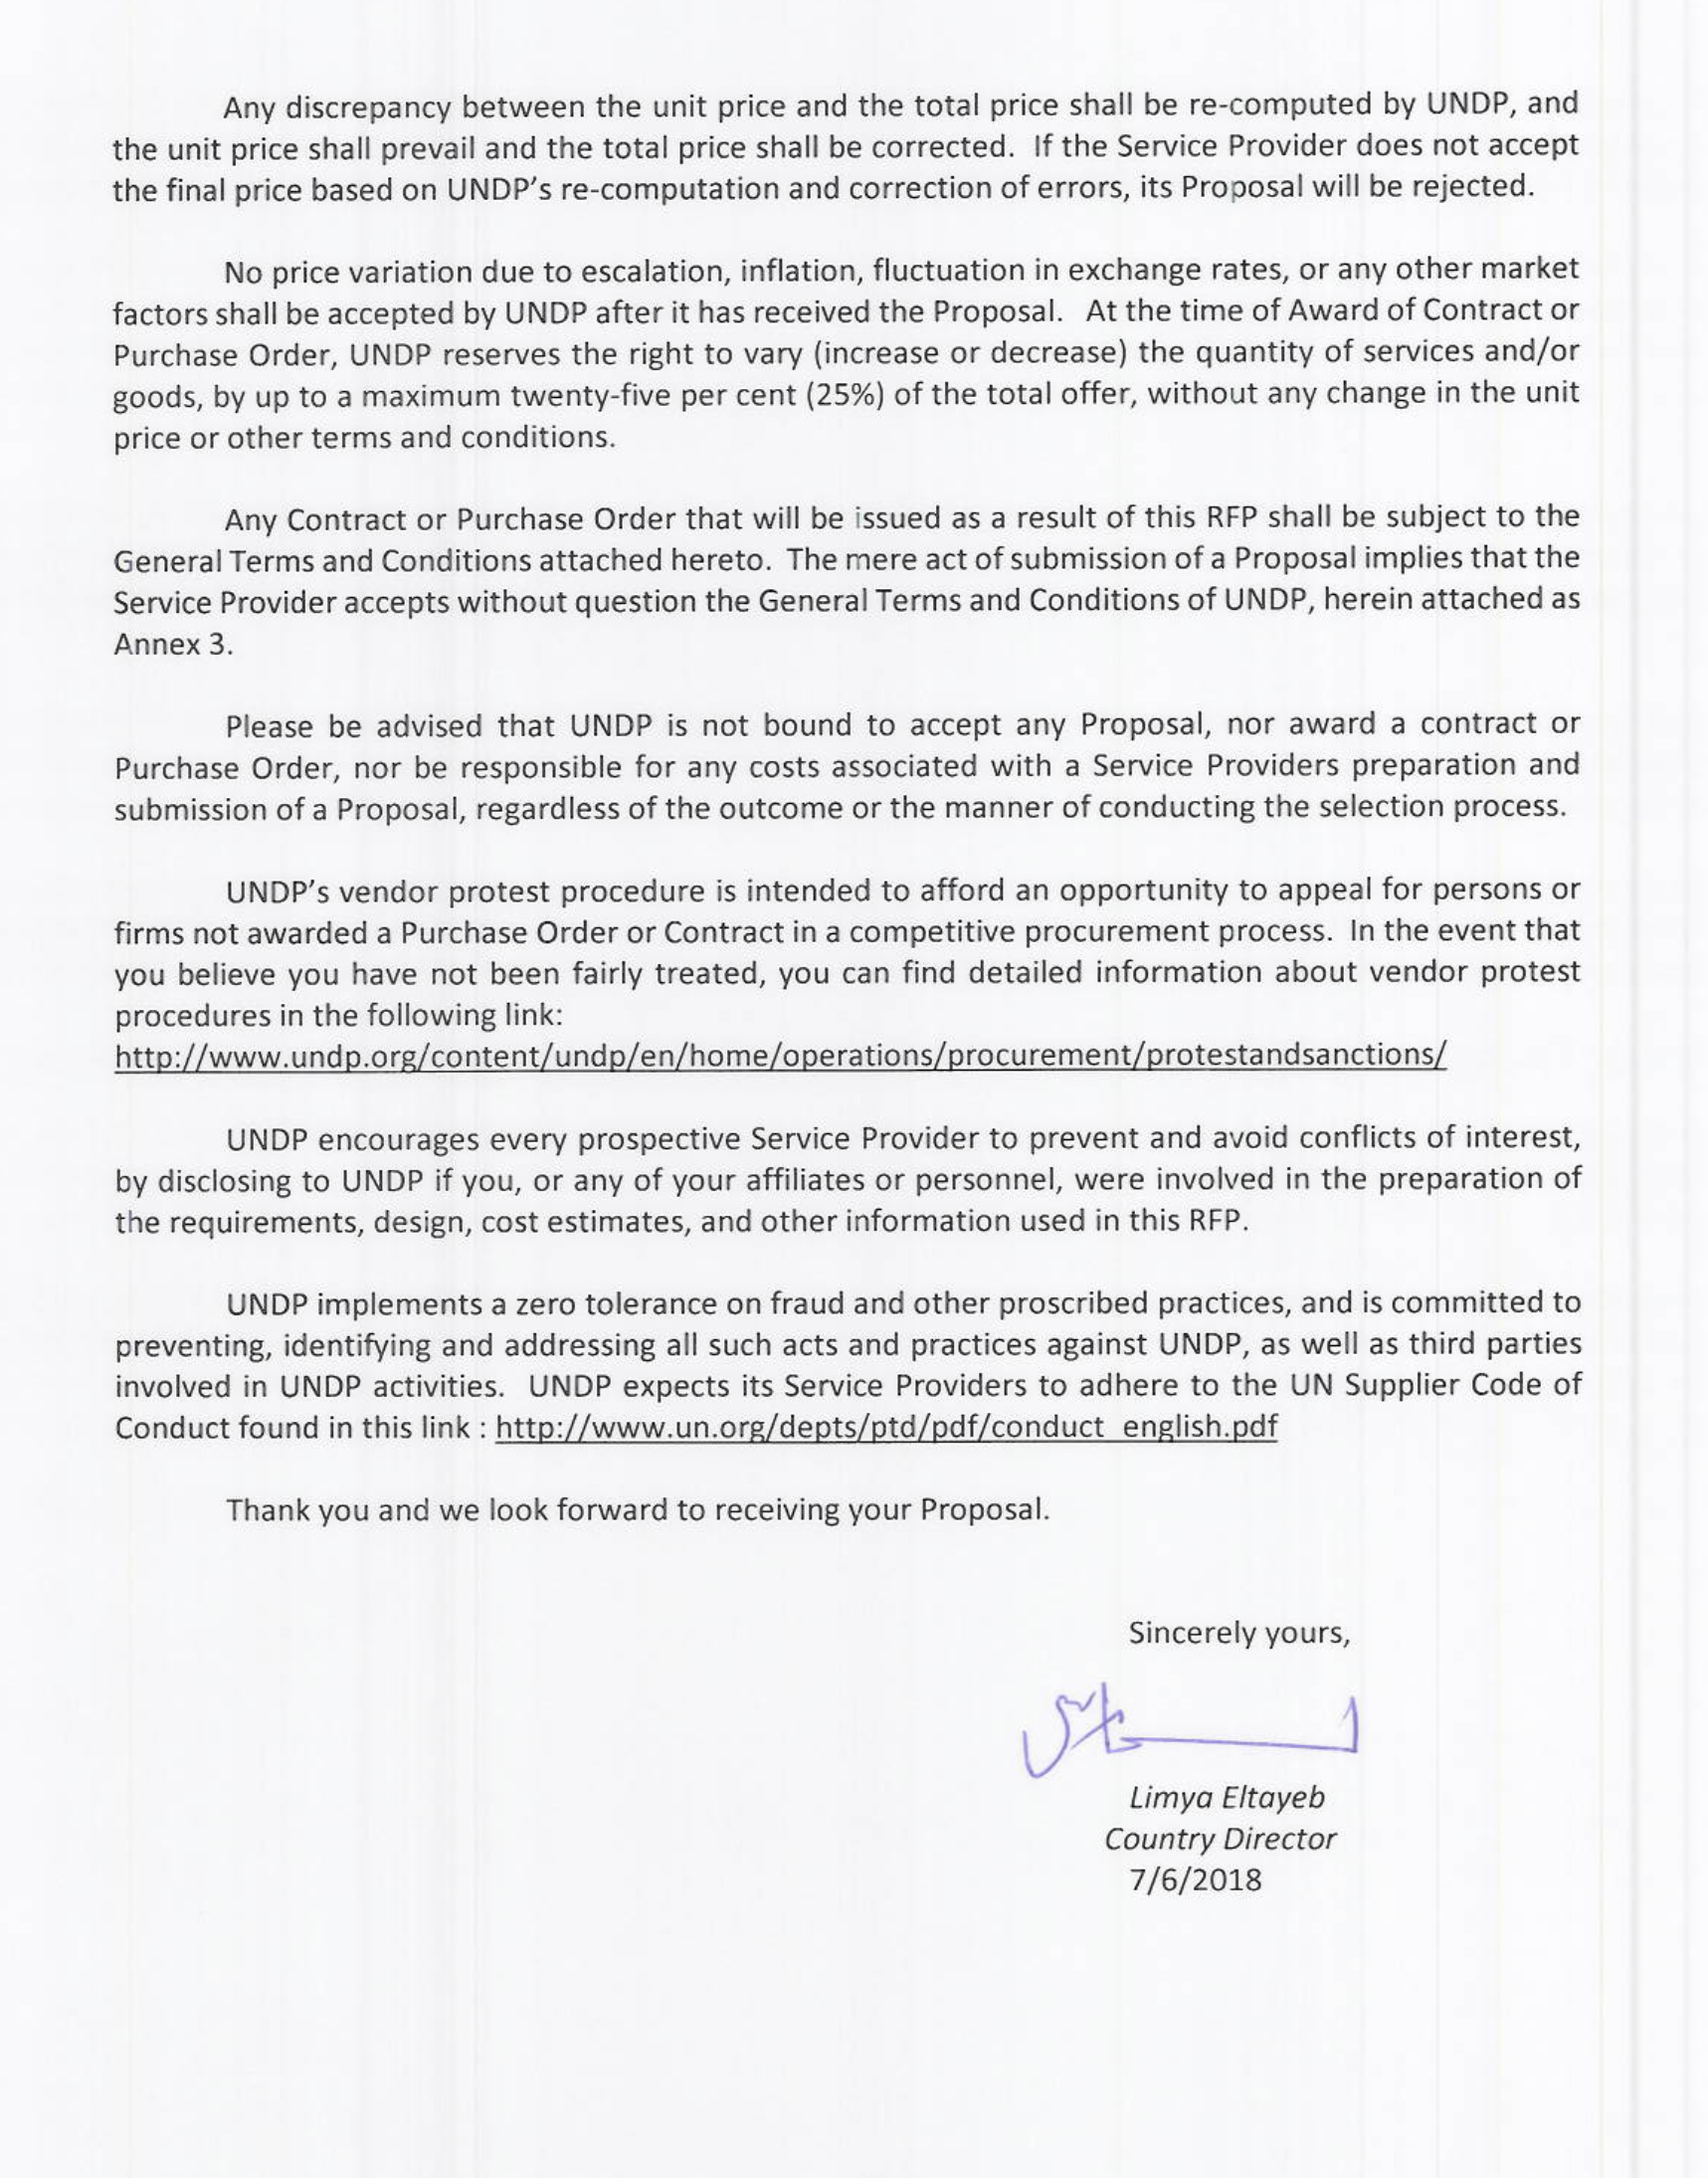 Any discrepancy between the unit price and the total price shall be re-computed by UNDP, and
the unit price shall prevail and the total price shall be corrected. If the Service Provider does not accept
the final price based on UNDP's re-computation and correction of errors, its Proposal will be rejected.
No price variation due to escalation, inflation, fluctuation in exchange rates, or any other market
factors shall be accepted by UNDP after it has received the Proposal. At the time of Award of Contract or
Purchase Order, UNDP reserves the right to vary (increase or decrease) the quantity of services and/or
goods, by up to a maximum twenty-five per cent (25%) of the total offer, without any change in the unit
price or other terms and conditions.
Any Contract or Purchase Order that will be issued as a result of this RFP shall be subject to the
General Terms and Conditions attached hereto. The mere act of submission of a Proposal implies that the
Service Provider accepts without question the General Terms and Conditions of UNDP, herein attached as
Annex 3.
Please be advised that UNDP is not bound to accept any Proposal, nor award a contract or
Purchase Order, nor be responsible for any costs associated with a Service Providers preparation and
submission of a Proposal, regardless of the outcome or the manner of conducting the selection process.
UNDP's vendor protest procedure is intended to afford an opportunity to appeal for persons or
firms not awarded a Purchase Order or Contract in a competitive procurement process. In the event that
you believe you have not been fairly treated, you can find detailed information about vendor protest
procedures in the following link:
http://www.undp.org/content/undp/en/home/operations/procurement/protestandsanctions/
UNDP encourages every prospective Service Provider to prevent and avoid conflicts of interest,
by disclosing to UNDP if you, or any of your affiliates or personnel, were involved in the preparation of
the requirements, design, cost estimates, and other information used in this RFP.
UNDP implements a zero tolerance on fraud and other proscribed practices, and is committed to
preventing, identifying and addressing all such acts and practices against UNDP, as well as third parties
involved in UNDP activities. UNDP expects its Service Providers to adhere to the UN Supplier Code of
Conduct found in this link : http://www.un.org/depts/ptd/pdf/conduct_english.pdf
Thank you and we look forward to receiving your Proposal.
Sincerely yours,
Limya Eltayeb
Country Director
7/6/2018